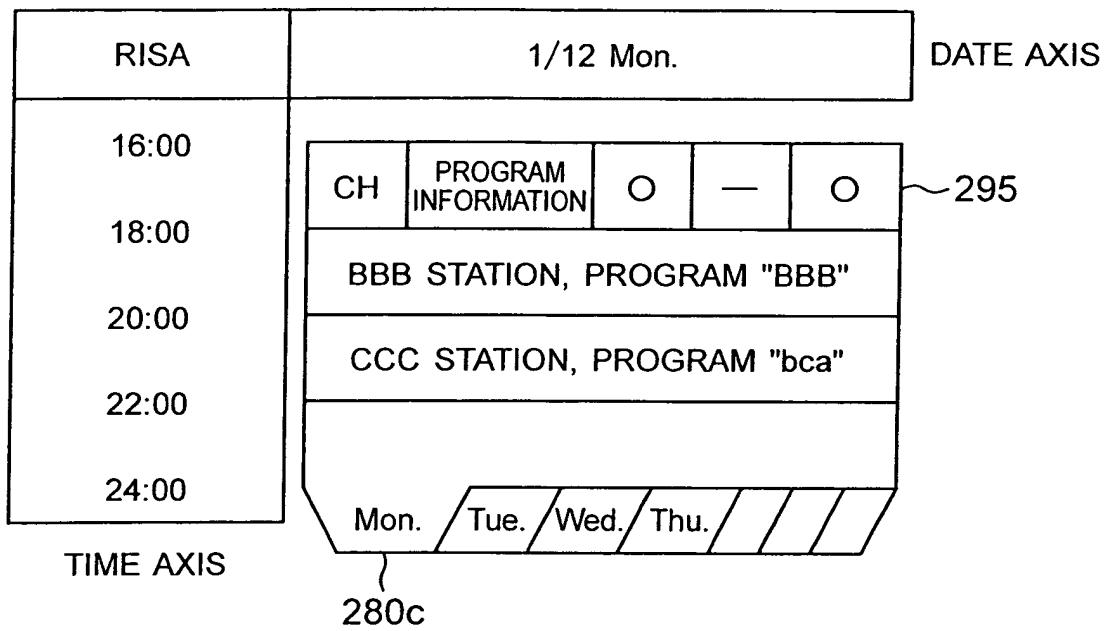 RISA
1/12 Mon.
DATE AXIS
16:00
CH
PROGRAM
INFORMATION
O
—
O
295
18:00
BBB STATION, PROGRAM "BBB"
20:00
CCC STATION, PROGRAM "bca"
22:00
24:00
Mon.
Tue.
Wed.
Thu.
TIME AXIS
280c